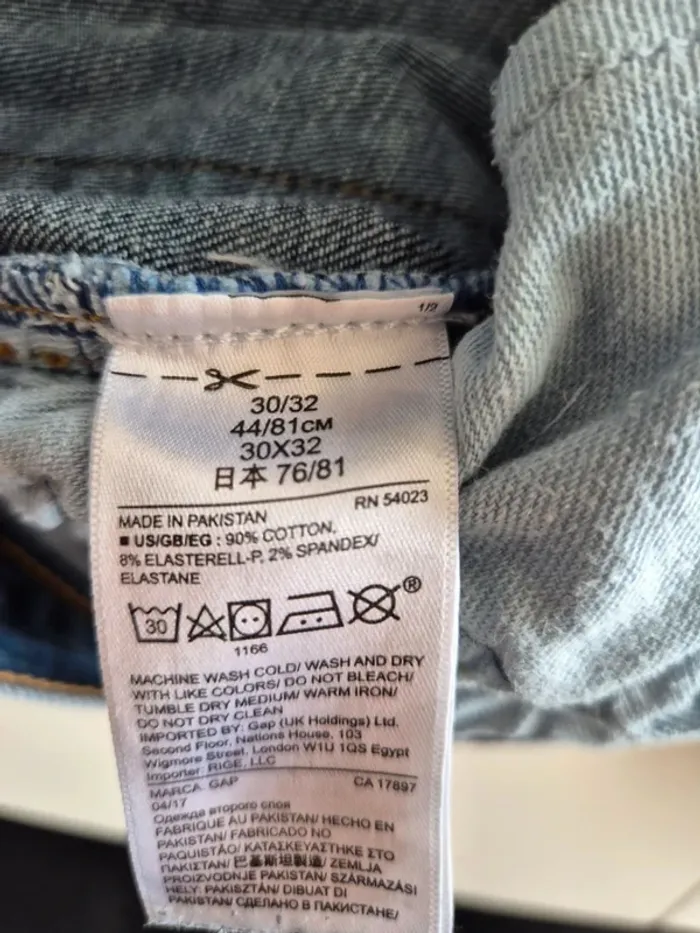 1/2
30/32
44/81CM
30X32
日本 76/81
RN 54023
MADE IN PAKISTAN
■ US/GB/EG : 90% COTTON,
8% ELASTERELL-P, 2% SPANDEX/
ELASTANE
30
®
1166
MACHINE WASH COLD/ WASH AND DRY
WITH LIKE COLORS/ DO NOT BLEACH/
TUMBLE DRY MEDIUM/ WARM IRON/
DO NOT DRY CLEAN
IMPORTED BY: Gap (UK Holdings) Ltd.
Second Floor, Nations House, 103
Wigmore Street, London W1U 1QS Egypt
Importer: RIGE, LLC
MARCA. GAP CA 17897
04/17
Одежда второго слоя
FABRIQUE AU PAKISTAN/ HECHO EN
PAKISTAN/ FABRICADO NO
PAQUISTÃO/ ΚΑΤΑΣΚΕΥΑΣΤΗΚΕ ΣΤΟ
ΠΑΚΙΣΤΑΝ/ 巴基斯坦製造/ ZEMLJA
PROIZVODNJE PAKISTAN/ SZÁRMAZÁSI
HELY: PAKISZTÁN/ DIBUAT DI
PAKISTAN/ СДЕЛАНО В ПАКИСТАНЕ/